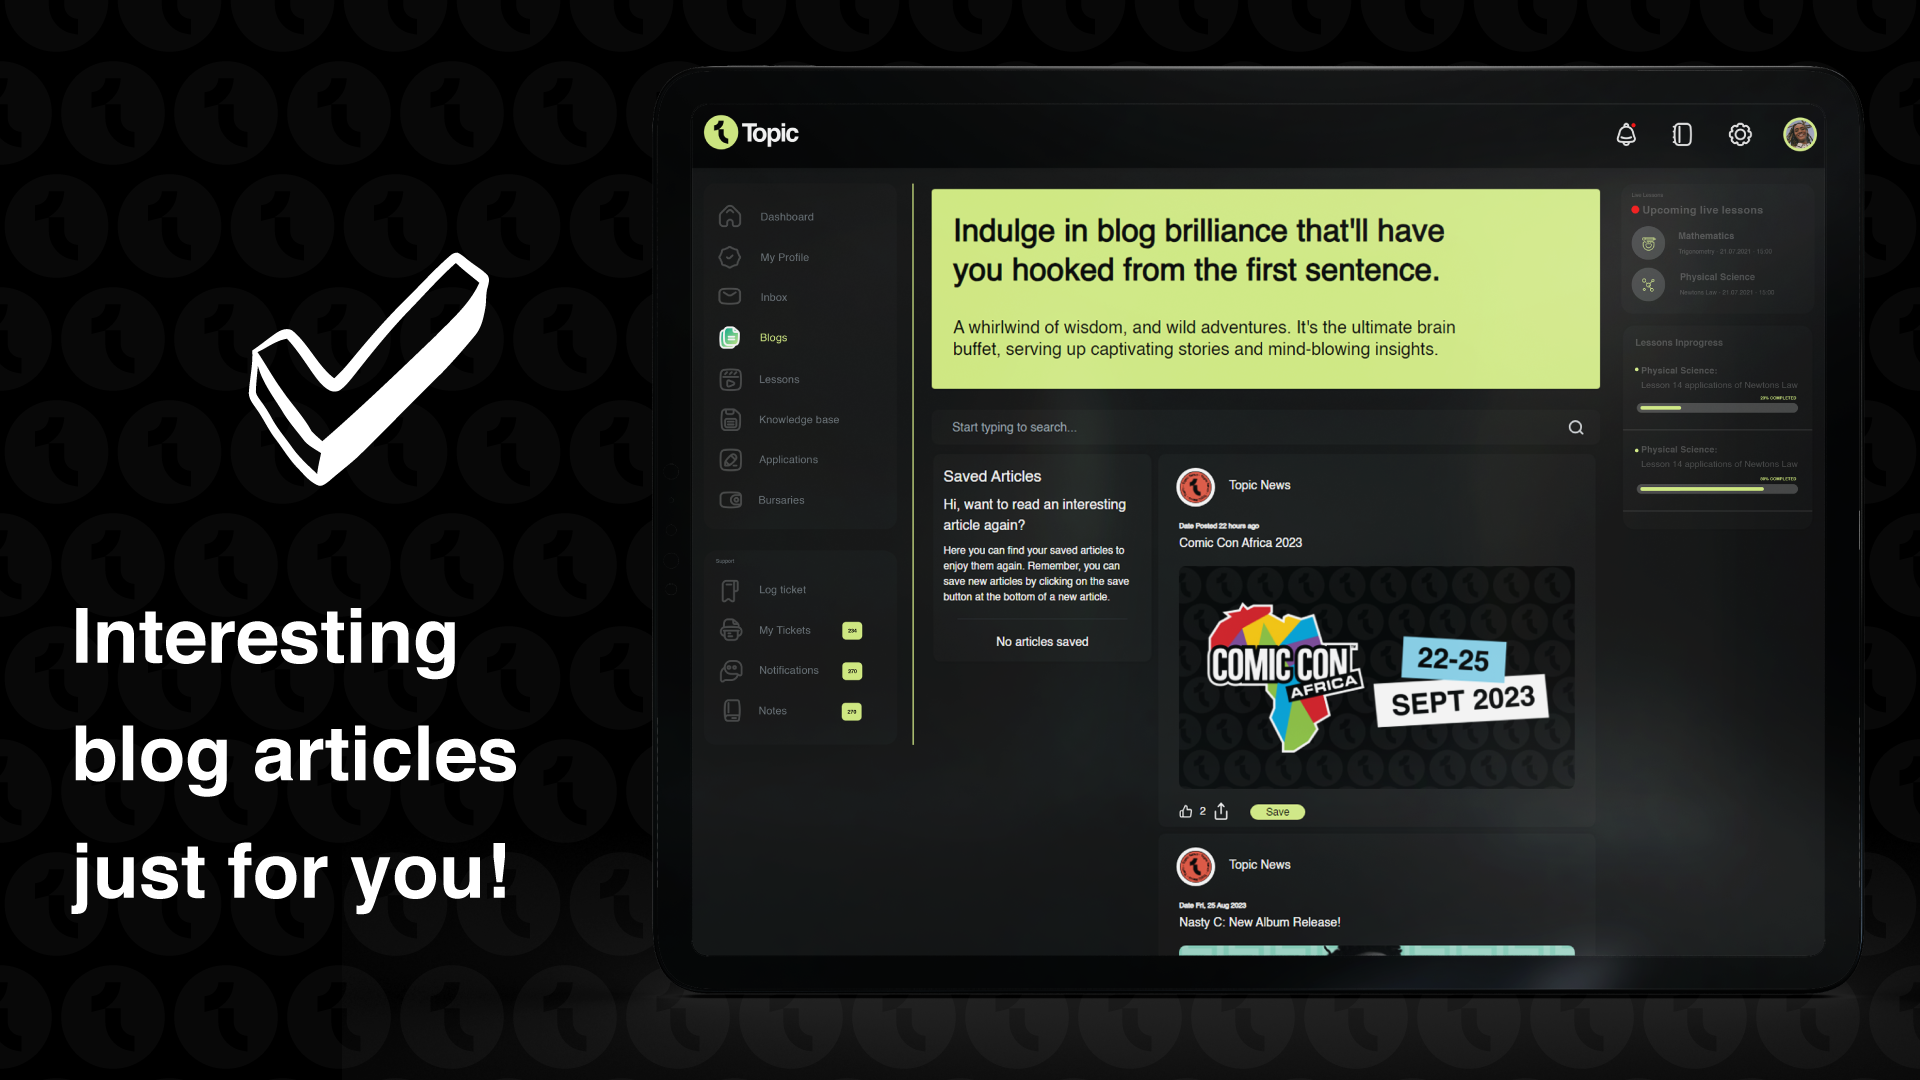 Interesting
blog articles
just for you!
Topic
Dashboard
My Profile
Inbox
Blogs
Lessons
Knowledge base
Applications
Bursaries
Support
Log ticket
My Tickets
234
Notifications
270
Notes
270
Indulge in blog brilliance that'll have
you hooked from the first sentence.
A whirlwind of wisdom, and wild adventures. It's the ultimate brain
buffet, serving up captivating stories and mind-blowing insights.
Start typing to search...
Saved Articles
Hi, want to read an interesting
article again?
Here you can find your saved articles to
enjoy them again. Remember, you can
save new articles by clicking on the save
button at the bottom of a new article.
No articles saved
Topic News
Date Posted 22 hours ago
Comic Con Africa 2023
COMIC CON
AFRICA
22-25
SEPT 2023
2
Save
Topic News
Date Fri, 25 Aug 2023
Nasty C: New Album Release!
Live Lessons
Upcoming live lessons
Mathematics
Trigonometry - 21.07.2021 - 15:00
Physical Science
Newtons Law - 21.07.2021 - 15:00
Lessons Inprogress
Physical Science:
Lesson 14 applications of Newtons Law
COMPLETED
Physical Science:
Lesson 14 applications of Newtons Law
COMPLETED